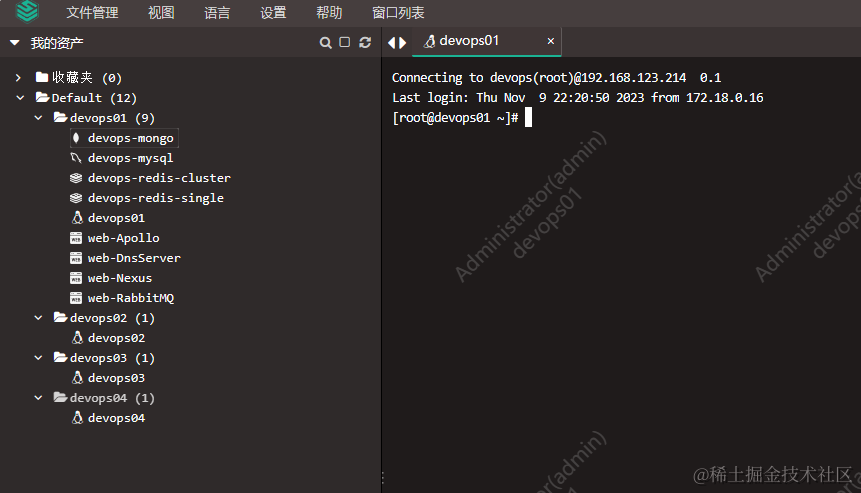 文件管理 视图 语言 设置 帮助 窗口列表
我的资产
收藏夹 (0)
Default (12)
devops01 (9)
devops-mongo
devops-mysql
devops-redis-cluster
devops-redis-single
devops01
web-Apollo
web-DnsServer
web-Nexus
web-RabbitMQ
devops02 (1)
devops02
devops03 (1)
devops03
devops04 (1)
devops04
devops01 ×
Connecting to devops(root)@192.168.123.214 0.1
Last login: Thu Nov 9 22:20:50 2023 from 172.18.0.16
[root@devops01 ~]#
Administrator(admin)
devops01
Administrator(a
devops
Administrator(admin)
@稀土掘金技术社区